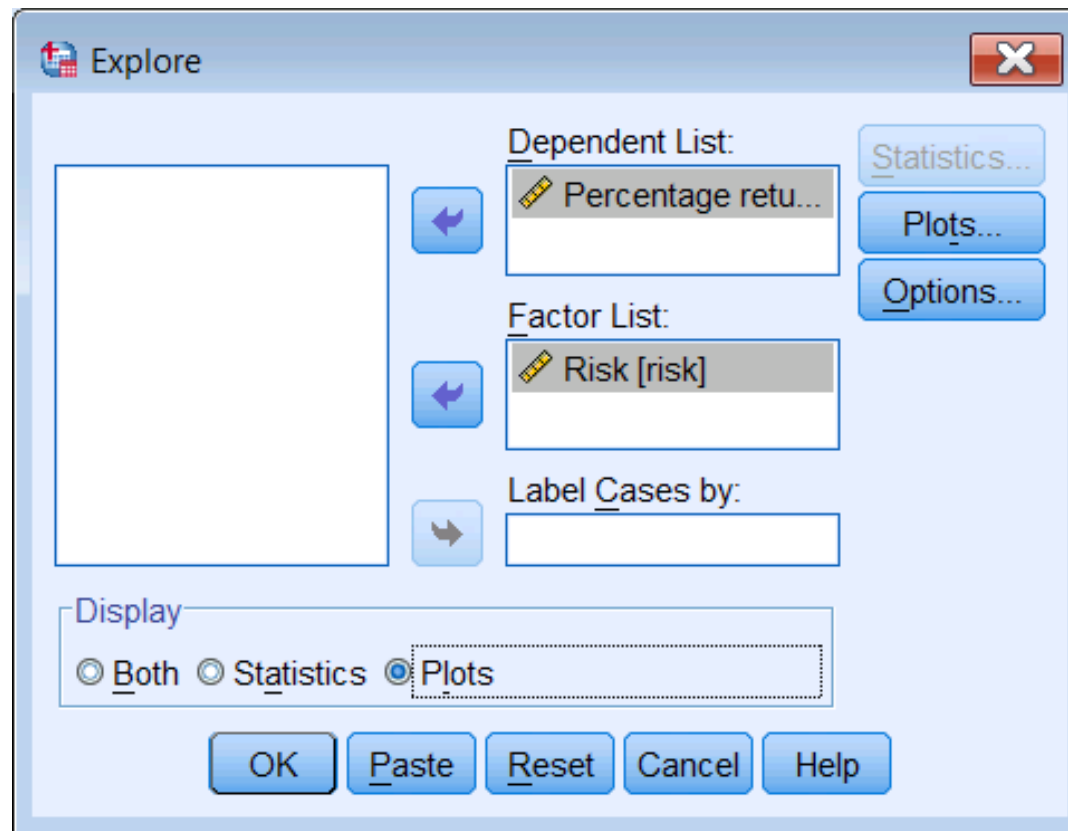 Explore
Dependent List:
Percentage retu...
Statistics...
Plots...
Options...
Factor List:
Risk [risk]
Label Cases by:
Display
Both Statistics Plots
OK Paste Reset Cancel Help